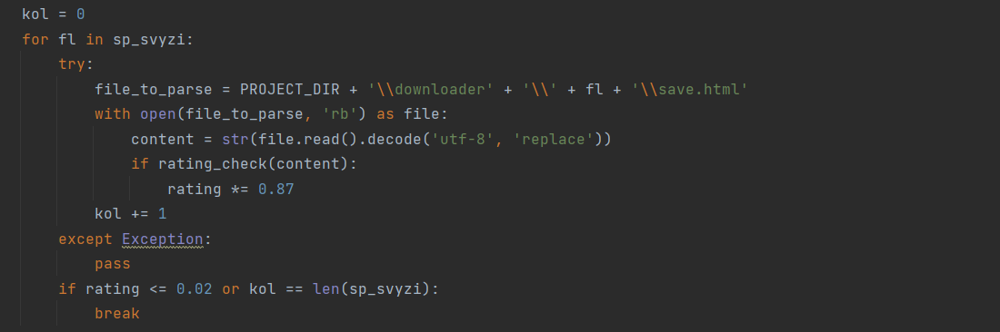 kol = 0
for fl in sp_svyzi:
    try:
        file_to_parse = PROJECT_DIR + '\\downloader' + '\\' + fl + '\\save.html'
        with open(file_to_parse, 'rb') as file:
            content = str(file.read().decode('utf-8', 'replace'))
            if rating_check(content):
                rating *= 0.87
        kol += 1
    except Exception:
        pass
    if rating <= 0.02 or kol == len(sp_svyzi):
        break